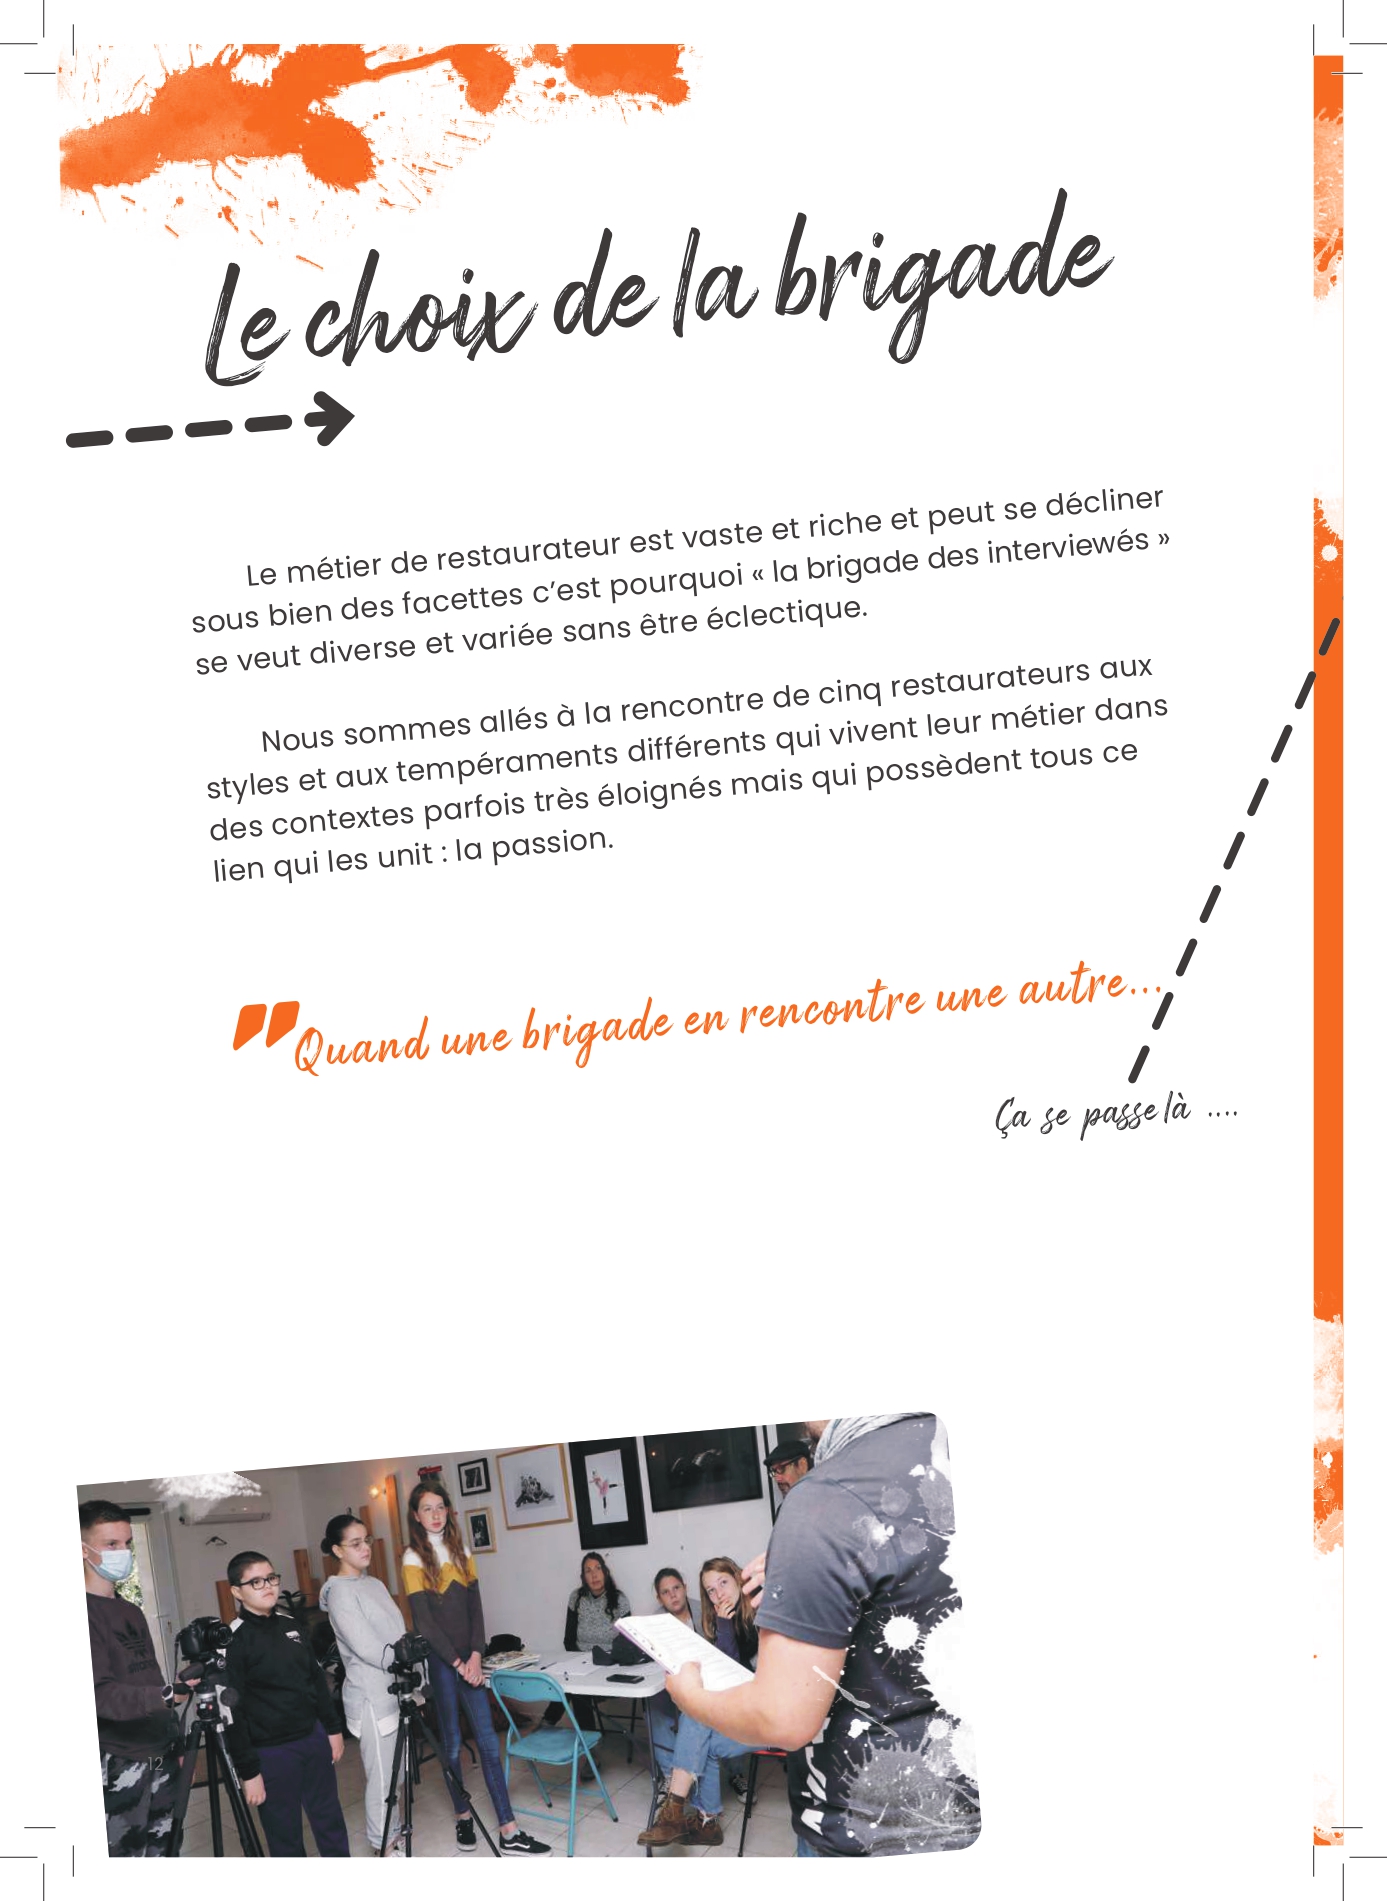 Le choix de la brigade
Le métier de restaurateur est vaste et riche et peut se décliner
sous bien des facettes c’est pourquoi « la brigade des interviewés »
se veut diverse et variée sans être éclectique.
Nous sommes allés à la rencontre de cinq restaurateurs aux
styles et aux tempéraments différents qui vivent leur métier dans
des contextes parfois très éloignés mais qui possèdent tous ce
lien qui les unit : la passion.
"Quand une brigade en rencontre une autre...
Ça se passe là ....
adidas
12